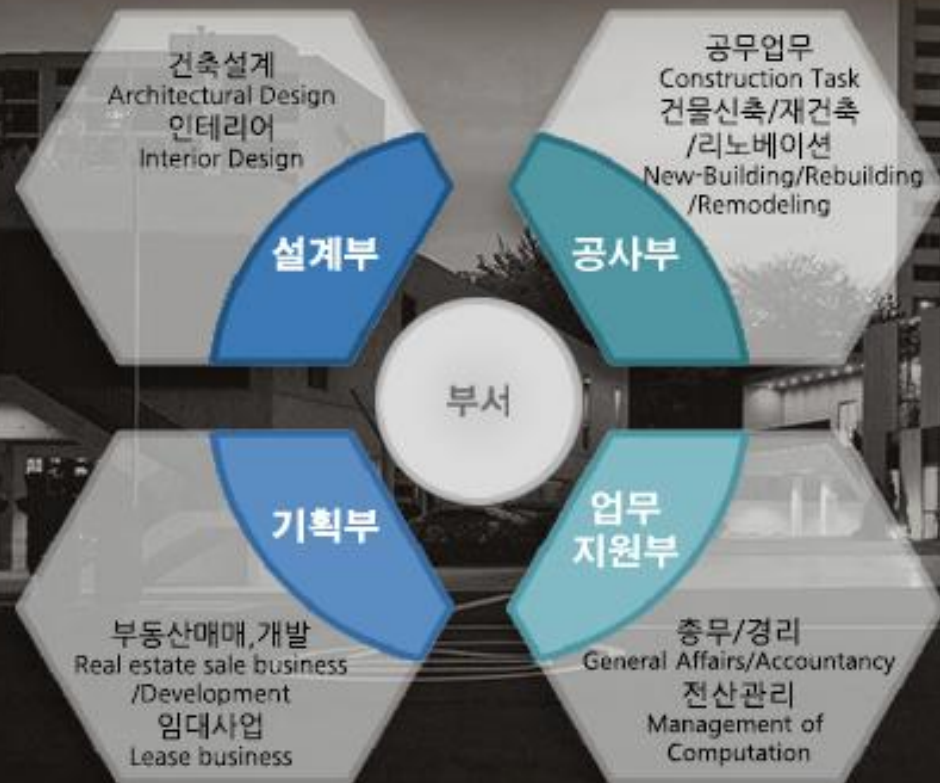 건축설계
Architectural Design
인테리어
Interior Design
설계부
공무업무
Construction Task
건물신축/재건축
/리노베이션
New-Building/Rebuilding
/Remodeling
공사부
부서
기획부
부동산매매,개발
Real estate sale business
/Development
임대사업
Lease business
업무
지원부
총무/경리
General Affairs/Accountancy
전산관리
Management of
Computation